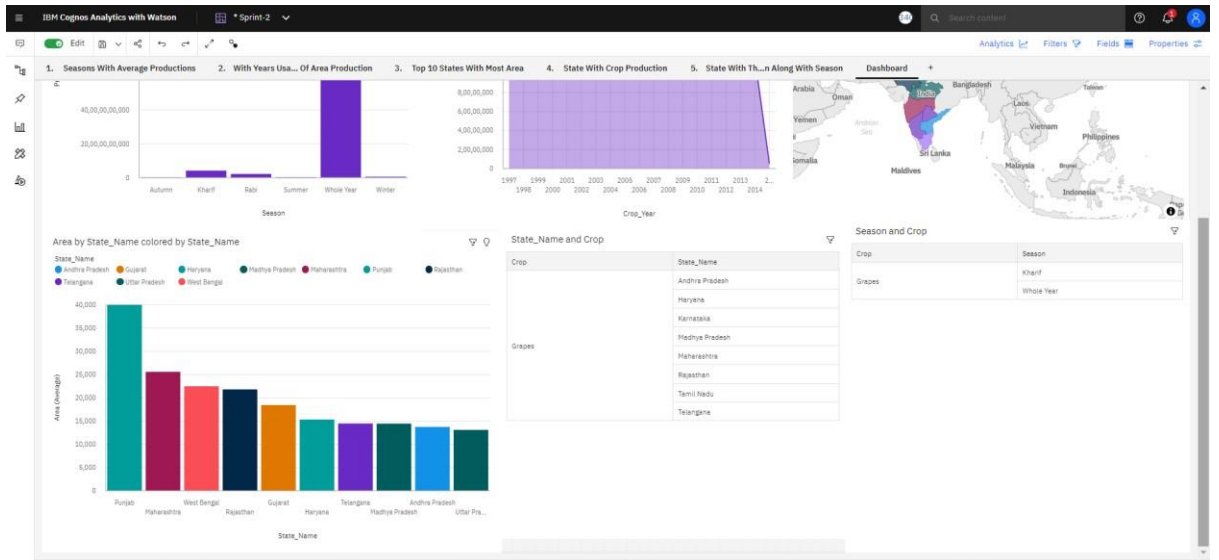 IBM Cognos Analytics with Watson
* Sprint-2
Search content
Edit
Analytics
Filters
Fields
Properties
1. Seasons With Average Productions
2. With Years Usa... Of Area Production
3. Top 10 States With Most Area
4. State With Crop Production
5. State With Th...n Along With Season
Dashboard
+
40,00,00,00,000
20,00,00,00,000
0
Autumn
Kharif
Rabi
Summer
Whole Year
Winter
Season
8,00,00,000
6,00,00,000
4,00,00,000
2,00,00,000
0
1997 1999 2001 2003 2005 2007 2009 2011 2013 2...
1998 2000 2002 2004 2006 2008 2010 2012 2014
Crop_Year
Arabia
Oman
India
Bangladesh
Taiwan
Laos
Yemen
Arabian
Sea
Vietnam
Philippines
Somalia
Sri Lanka
Maldives
Malaysia
Brunei
Indonesia
Area by State_Name colored by State_Name
State_Name
Andhra Pradesh
Gujarat
Haryana
Madhya Pradesh
Maharashtra
Punjab
Rajasthan
Telangana
Uttar Pradesh
West Bengal
40,000
35,000
30,000
25,000
20,000
15,000
10,000
5,000
0
Area (Average)
Punjab
Maharashtra
West Bengal
Rajasthan
Gujarat
Haryana
Telangana
Madhya Pradesh
Andhra Pradesh
Uttar Pra...
State_Name
State_Name and Crop
Crop
State_Name
Grapes
Andhra Pradesh
Haryana
Karnataka
Madhya Pradesh
Maharashtra
Rajasthan
Tamil Nadu
Telangana
Season and Crop
Crop
Season
Grapes
Kharif
Whole Year